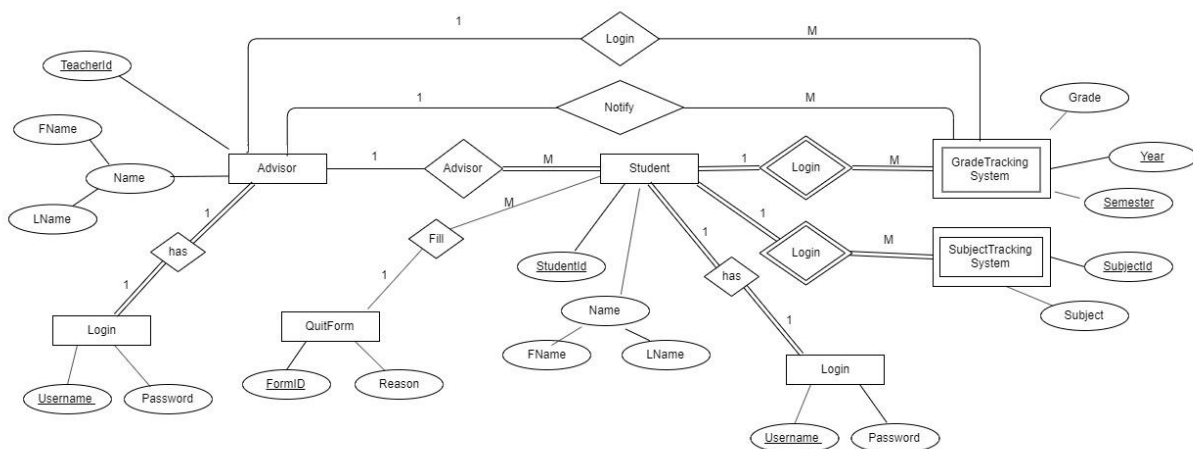 1
Login
M
TeacherId
1
Notify
M
Grade
FName
Name
LName
Advisor
1
Advisor
M
Student
1
Login
M
GradeTracking
System
Year
Semester
1
has
1
M
Fill
1
StudentId
1
Login
M
SubjectTracking
System
SubjectId
Subject
1
has
1
Login
Username
Password
QuitForm
FormID
Reason
Name
FName
LName
Login
Username
Password